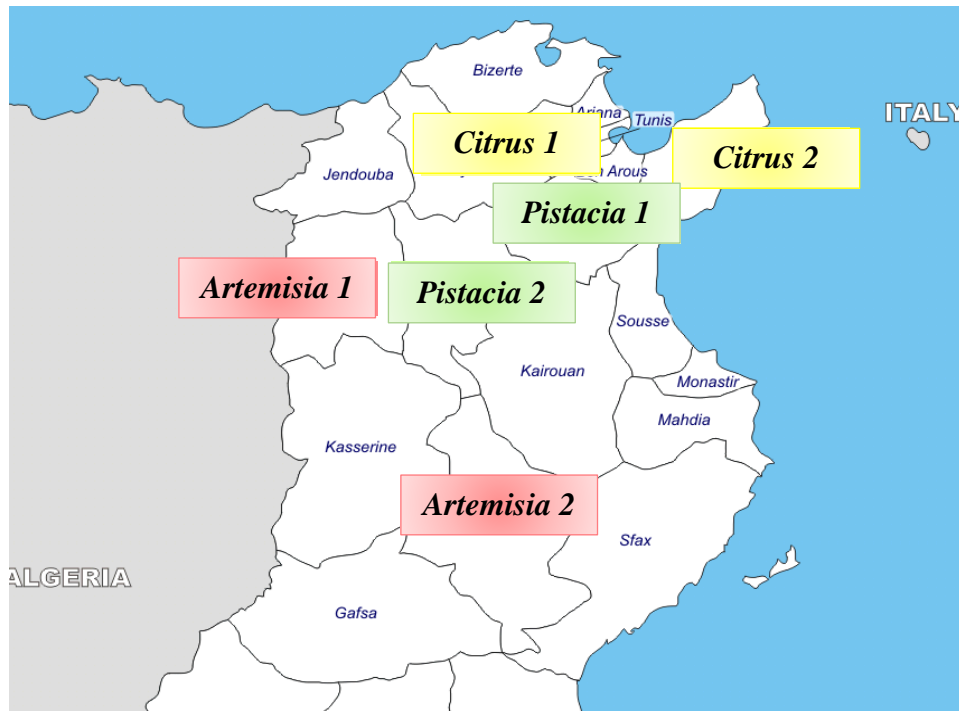 Bizerte
ITALY
Ariana
Tunis
Citrus 1
Citrus 2
Jendouba
Arous
Pistacia 1
Artemisia 1
Pistacia 2
Sousse
Kairouan
Monastir
Mahdia
Kasserine
Artemisia 2
Sfax
ALGERIA
Gafsa